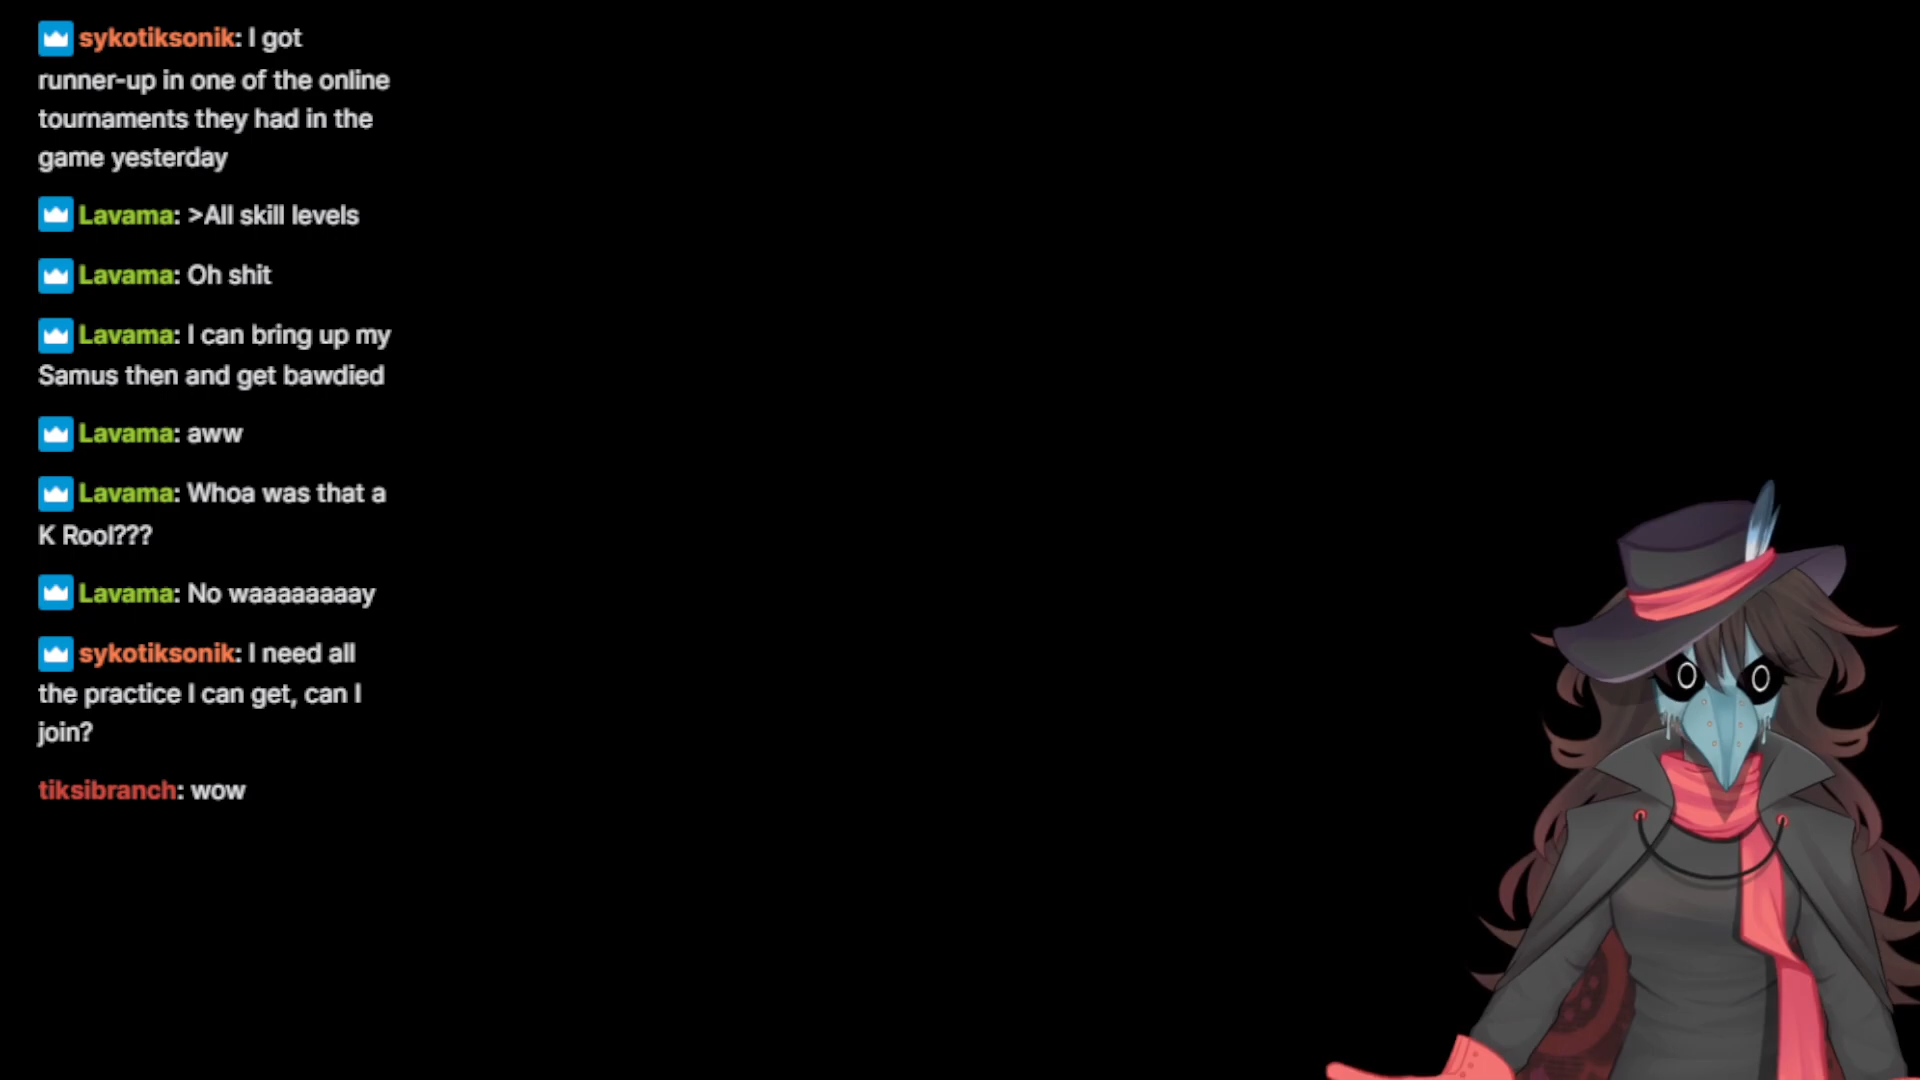 sykotiksonik: I got
runner-up in one of the online
tournaments they had in the
game yesterday
Lavama: >All skill levels
Lavama: Oh shit
Lavama: I can bring up my
Samus then and get bawdied
Lavama: aww
Lavama: Whoa was that a
K Rool???
Lavama: No waaaaaaaay
sykotiksonik: I need all
the practice I can get, can I
join?
tiksibranch: wow